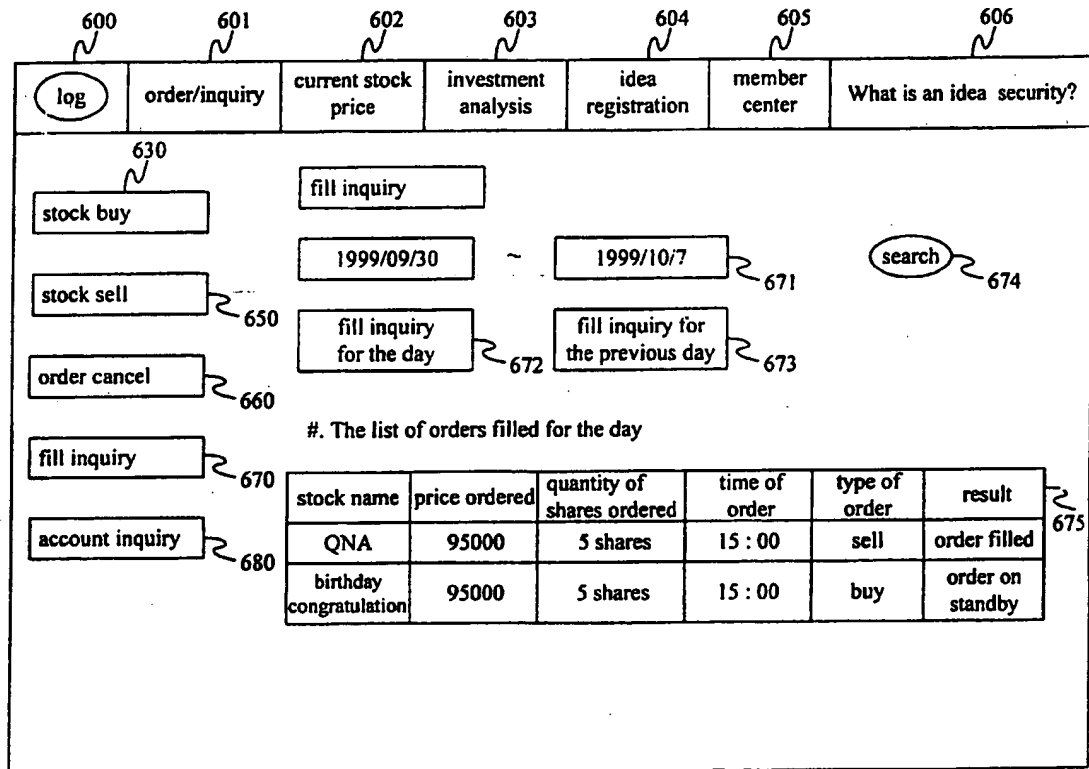 600 601 602 603 604 605 606
log order/inquiry current stock price investment analysis idea registration member center What is an idea security?
630
stock buy
fill inquiry
1999/09/30 ~ 1999/10/7 671
search 674
stock sell 650
fill inquiry for the day 672
fill inquiry for the previous day 673
order cancel 660
#. The list of orders filled for the day
fill inquiry 670
account inquiry 680
stock name price ordered quantity of shares ordered time of order type of order result 675
QNA 95000 5 shares 15 : 00 sell order filled
birthday congratulation 95000 5 shares 15 : 00 buy order on standby